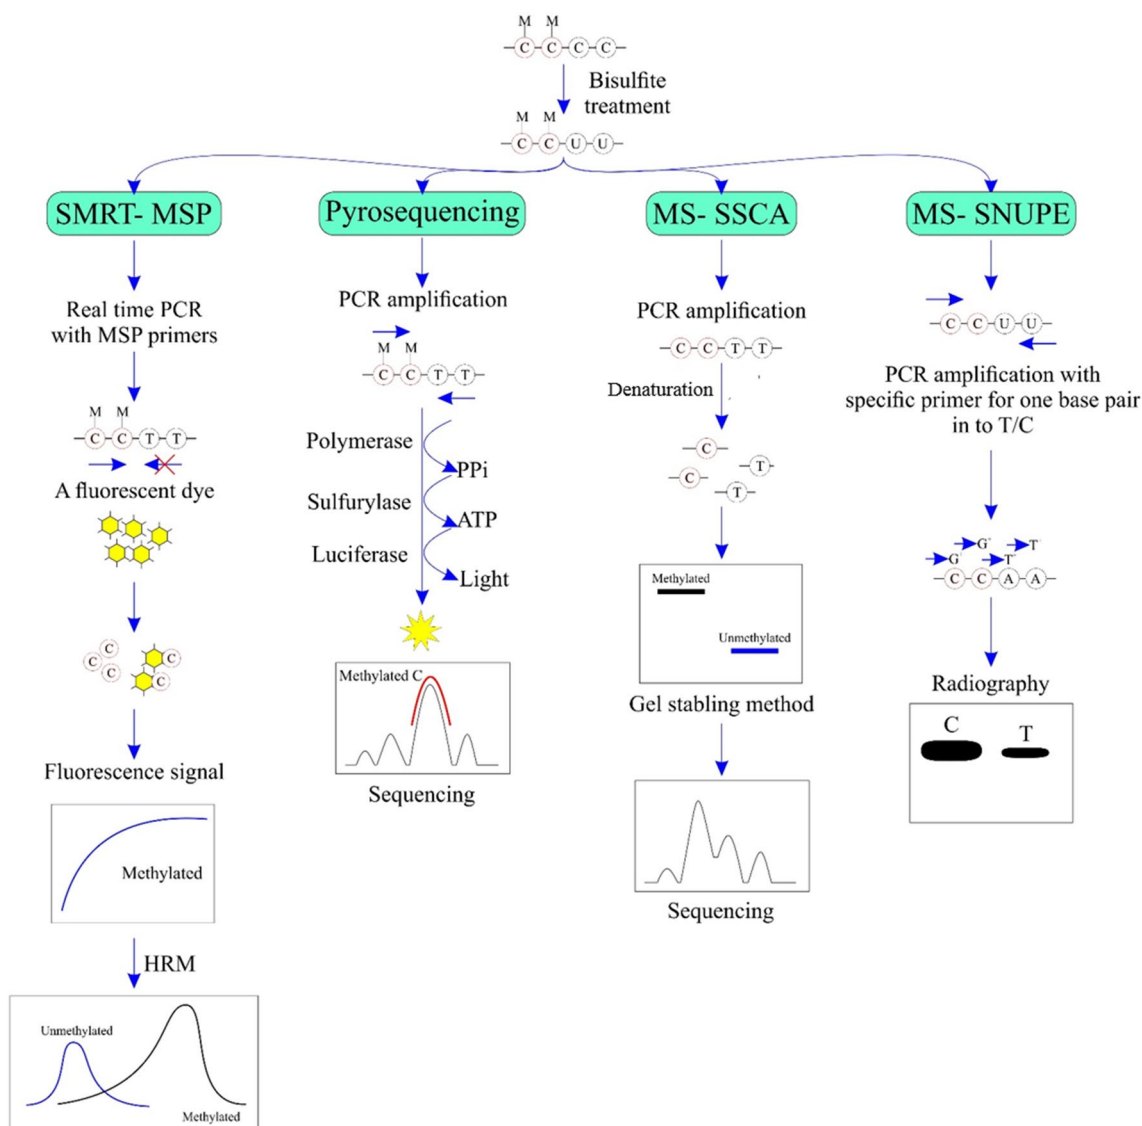 M M
C C C C
Bisulfite
treatment
M M
C C U U
SMRT- MSP
Real time PCR
with MSP primers
M M
C C T T
A fluorescent dye
C
C
C
C
C
Fluorescence signal
Methylated
HRM
Unmethylated
Methylated
Pyrosequencing
PCR amplification
M M
C C T T
Polymerase
PPi
Sulfurylase
ATP
Luciferase
Light
Methylated C
Sequencing
MS- SSCA
PCR amplification
C C T T
Denaturation
C
C
T
T
Methylated
Unmethylated
Gel stabling method
Sequencing
MS- SNUPE
C C U U
PCR amplification with
specific primer for one base pair
in to T/C
G* G* T* T*
C C A A
Radiography
C T